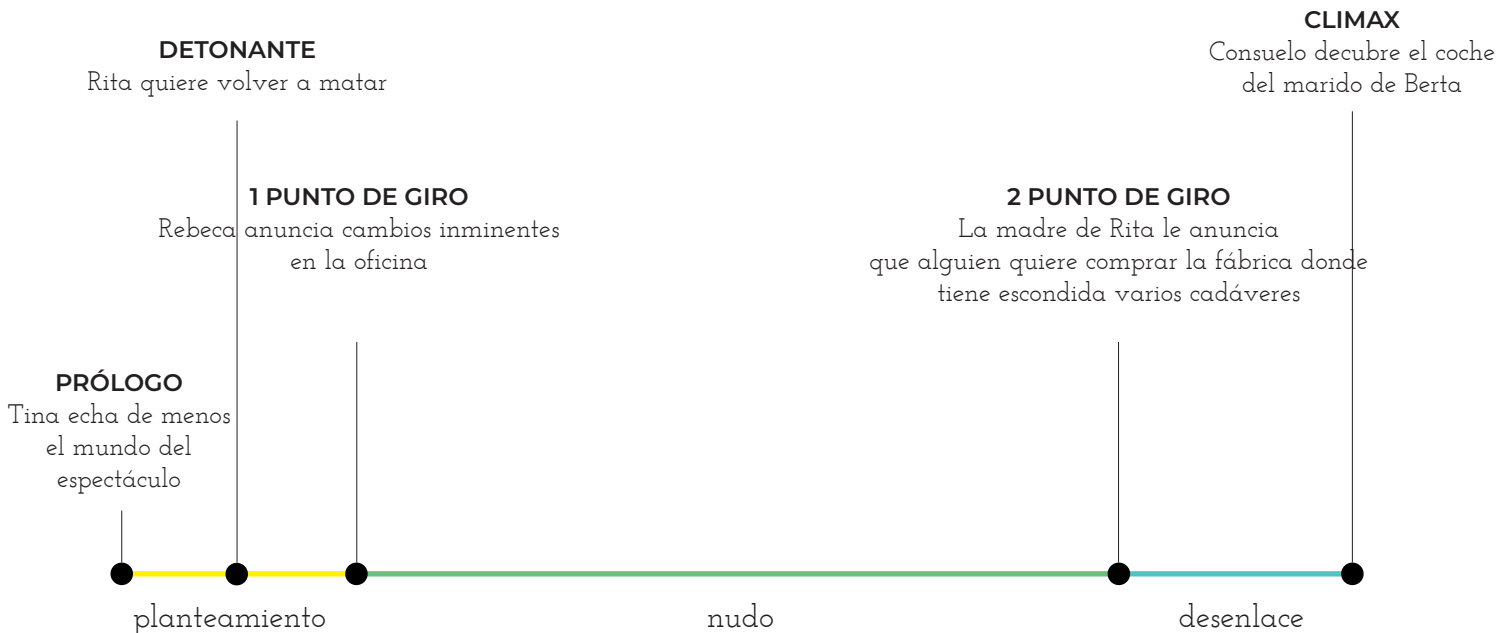 PRÓLOGO
Tina echa de menos
el mundo del
espectáculo
DETONANTE
Rita quiere volver a matar
1 PUNTO DE GIRO
Rebeca anuncia cambios inminentes
en la oficina
2 PUNTO DE GIRO
La madre de Rita le anuncia
que alguien quiere comprar la fábrica donde
tiene escondida varios cadáveres
CLIMAX
Consuelo decubre el coche
del marido de Berta
planteamiento
nudo
desenlace